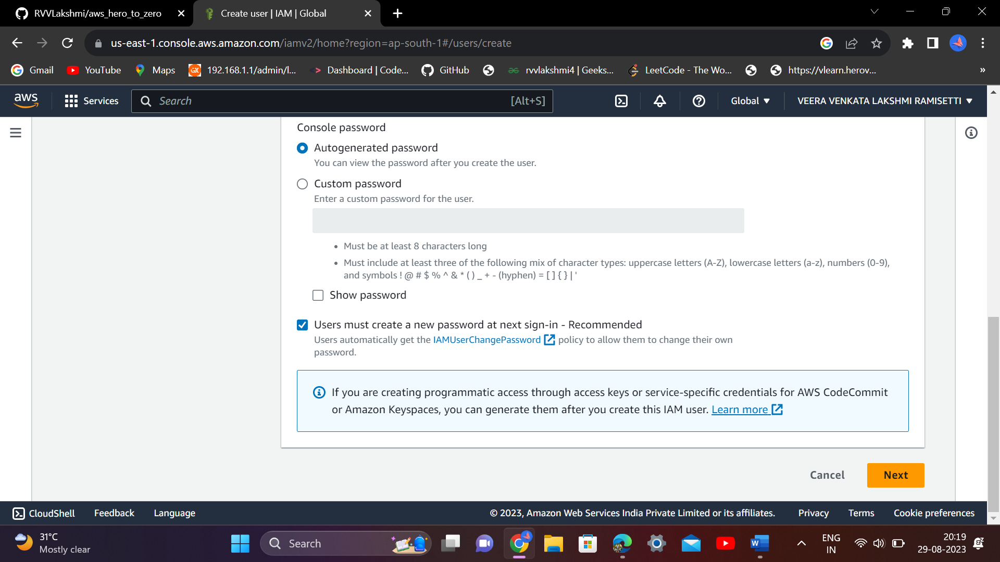 RVVLakshmi/aws_hero_to_zero
Create user | IAM | Global
us-east-1.console.aws.amazon.com/iamv2/home?region=ap-south-1#/users/create
Gmail
YouTube
Maps
192.168.1.1/admin/l...
Dashboard | Code...
GitHub
rvvlakshmi4 | Geeks...
LeetCode - The Wo...
https://vlearn.herov...
»
aws
Services
Search
[Alt+S]
Global
VEERA VENKATA LAKSHMI RAMISETTI
Console password
Autogenerated password
You can view the password after you create the user.
Custom password
Enter a custom password for the user.
• Must be at least 8 characters long
• Must include at least three of the following mix of character types: uppercase letters (A-Z), lowercase letters (a-z), numbers (0-9),
and symbols ! @ # $ % ^ & * ( ) _ + - (hyphen) = [ ] { } | '
Show password
Users must create a new password at next sign-in - Recommended
Users automatically get the IAMUserChangePassword policy to allow them to change their own
password.
If you are creating programmatic access through access keys or service-specific credentials for AWS CodeCommit
or Amazon Keyspaces, you can generate them after you create this IAM user. Learn more
Cancel
Next
CloudShell
Feedback
Language
© 2023, Amazon Web Services India Private Limited or its affiliates.
Privacy
Terms
Cookie preferences
31°C
Mostly clear
Search
ENG
IN
20:19
29-08-2023